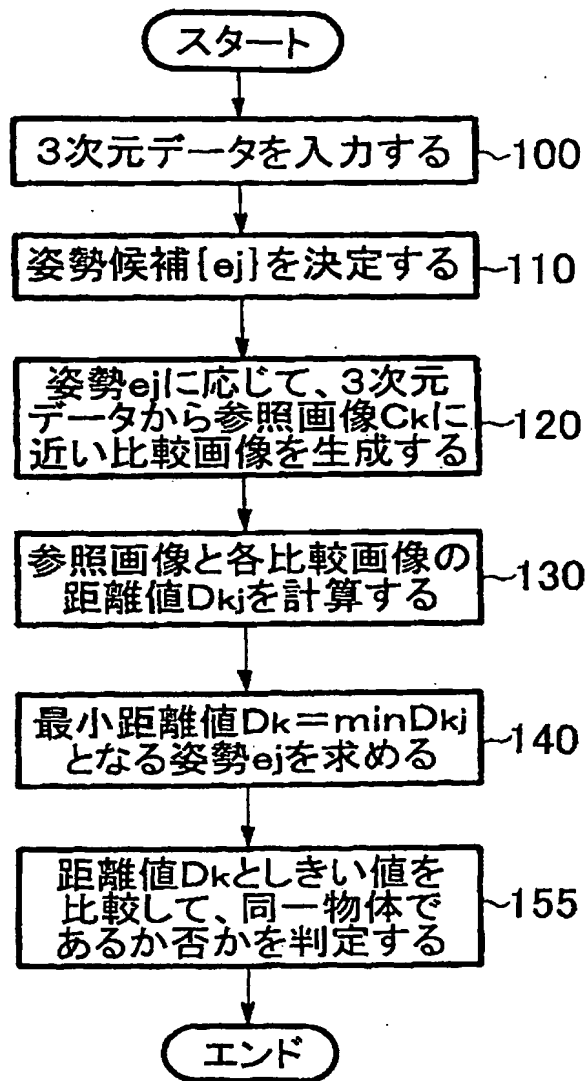 スタート
3次元データを入力する
100
姿勢候補{ej}を決定する
110
姿勢ejに応じて、3次元
データから参照画像Ckに
近い比較画像を生成する
120
参照画像と各比較画像の
距離値Dkjを計算する
130
最小距離値Dk=minDkj
となる姿勢ejを求める
140
距離値Dkとしきい値を
比較して、同一物体で
あるか否かを判定する
155
エンド